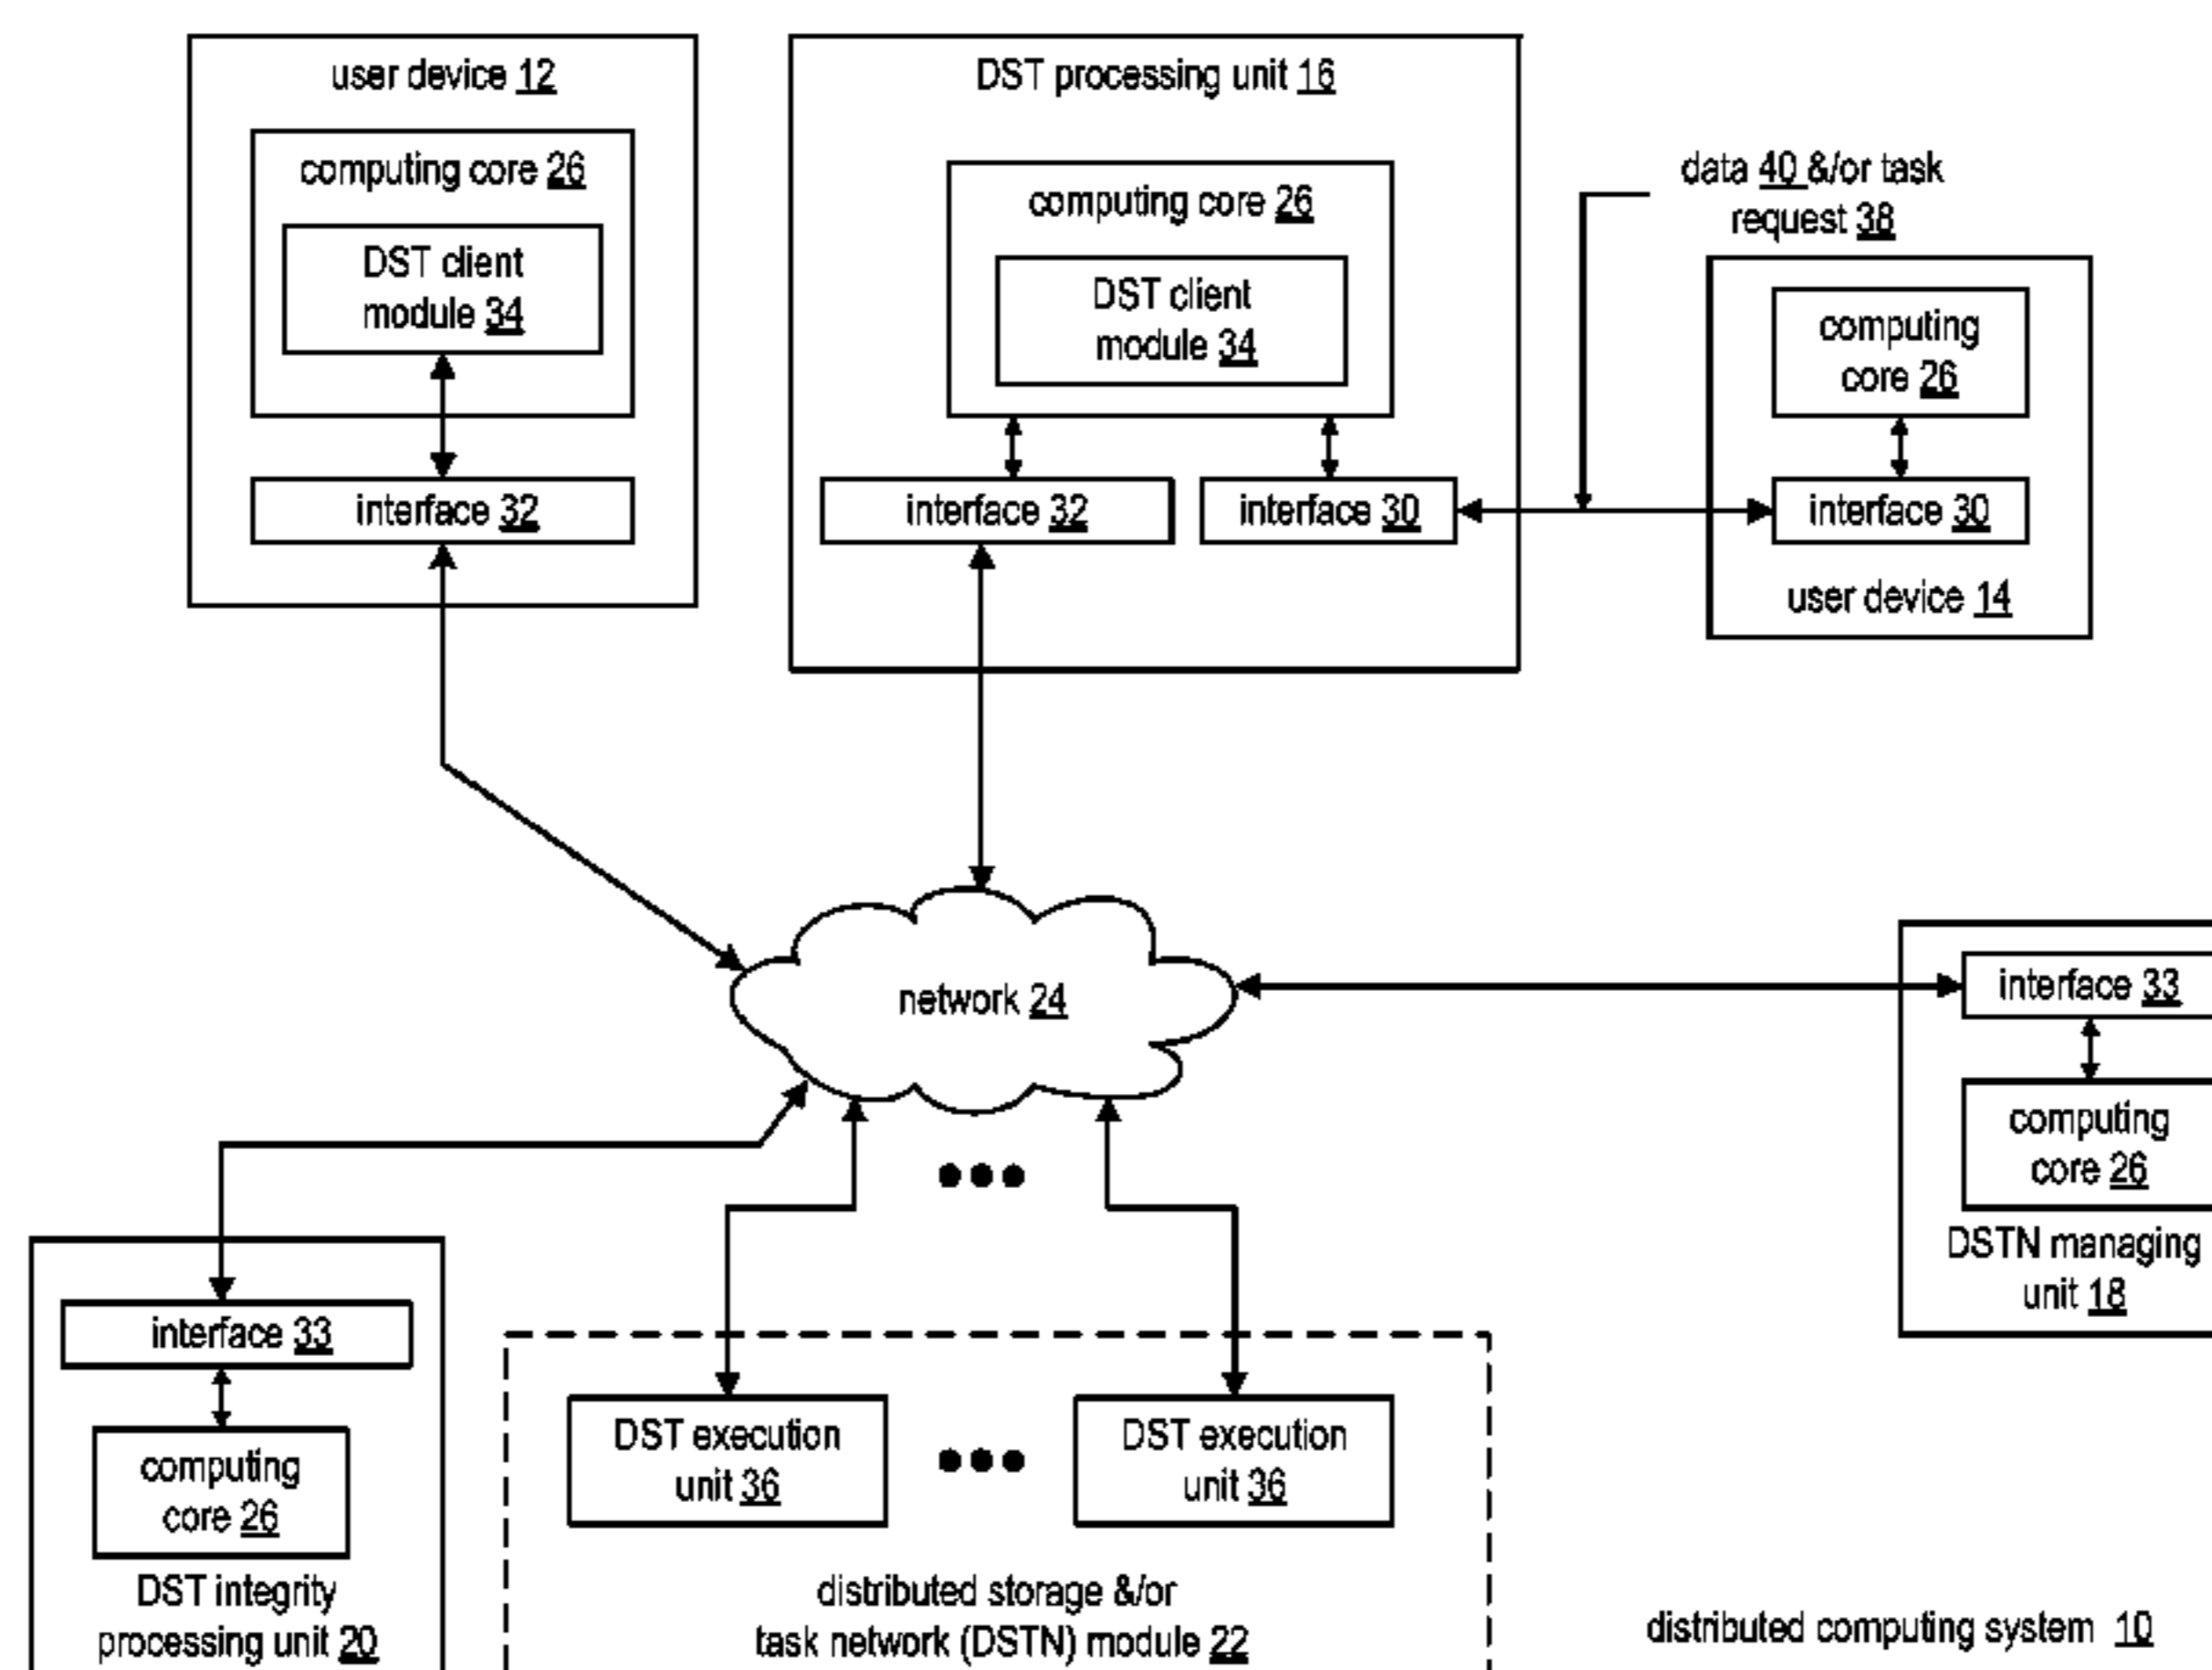 user device 12
computing core 26
DST client
module 34
interface 32
DST processing unit 16
computing core 26
DST client
module 34
interface 32
interface 30
data 40 &/or task
request 38
computing
core 26
interface 30
user device 14
network 24
interface 33
computing
core 26
DSTN managing
unit 18
interface 33
computing
core 26
DST integrity
processing unit 20
DST execution
unit 36
DST execution
unit 36
distributed storage &/or
task network (DSTN) module 22
distributed computing system 10